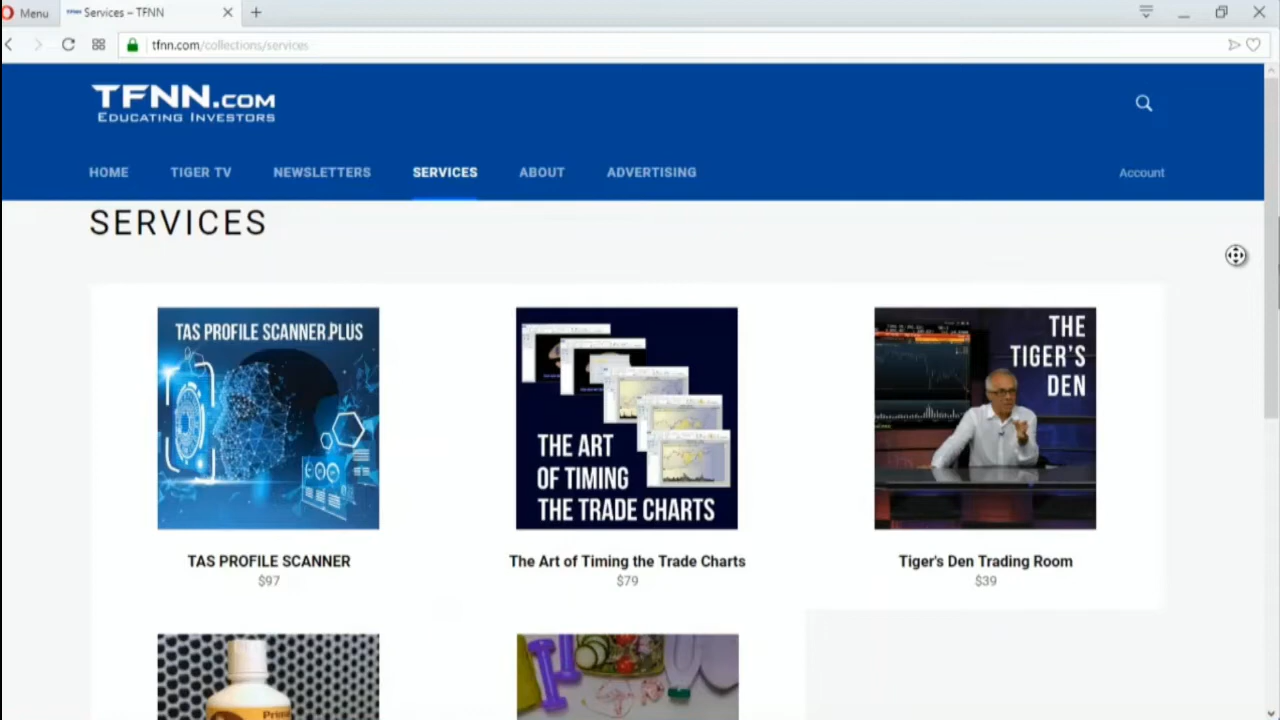 Menu
Services – TFNN
tfnn.com/collections/services
TFNN.COM
EDUCATING INVESTORS
HOME TIGER TV NEWSLETTERS SERVICES ABOUT ADVERTISING Account
SERVICES
TAS PROFILE SCANNER PLUS
THE ART
OF TIMING
THE TRADE CHARTS
THE
TIGER'S
DEN
TAS PROFILE SCANNER
$97
The Art of Timing the Trade Charts
$79
Tiger's Den Trading Room
$39